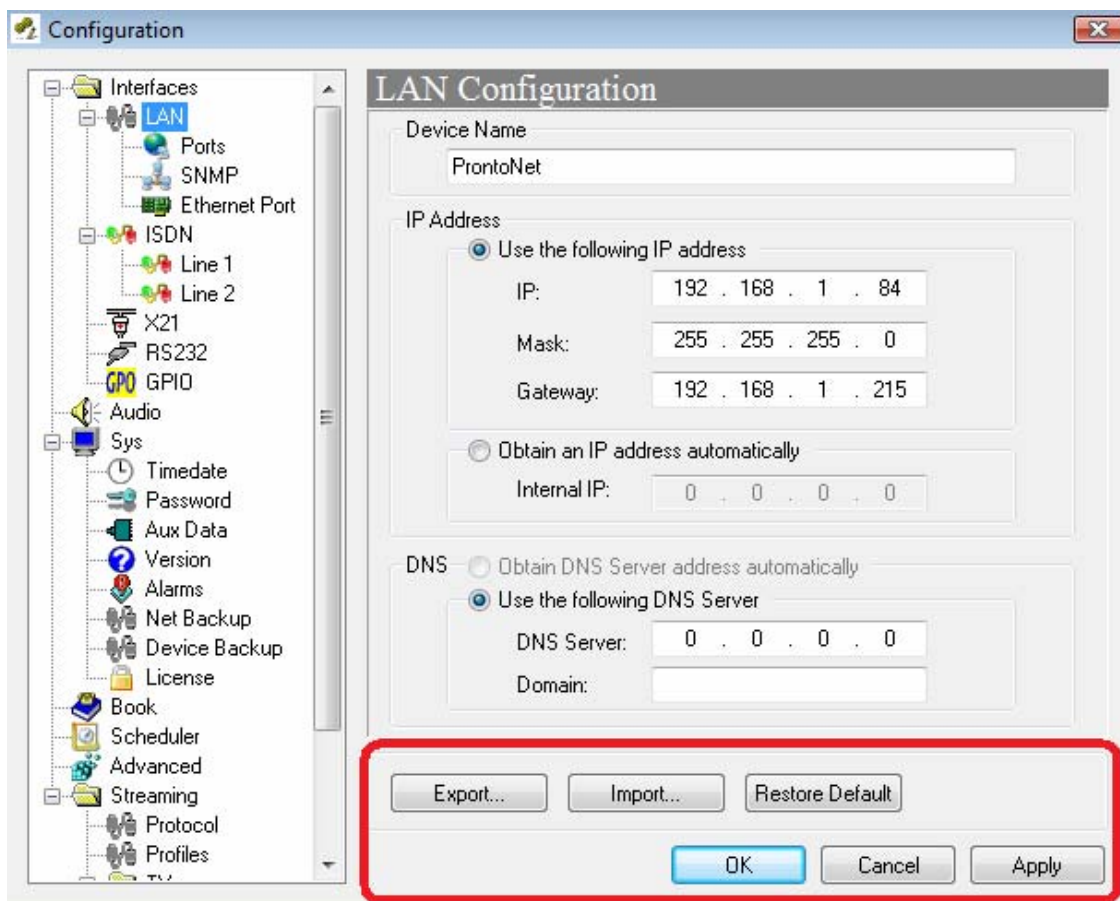 Configuration
Interfaces
LAN
Ports
SNMP
Ethernet Port
ISDN
Line 1
Line 2
X21
RS232
GPO GPIO
Audio
Sys
Timedate
Password
Aux Data
Version
Alarms
Net Backup
Device Backup
License
Book
Scheduler
Advanced
Streaming
Protocol
Profiles
LAN Configuration
Device Name
ProntoNet
IP Address
Use the following IP address
IP: 192 . 168 . 1 . 84
Mask: 255 . 255 . 255 . 0
Gateway: 192 . 168 . 1 . 215
Obtain an IP address automatically
Internal IP: 0 . 0 . 0 . 0
DNS Obtain DNS Server address automatically
Use the following DNS Server
DNS Server: 0 . 0 . 0 . 0
Domain:
Export... Import... Restore Default
OK Cancel Apply